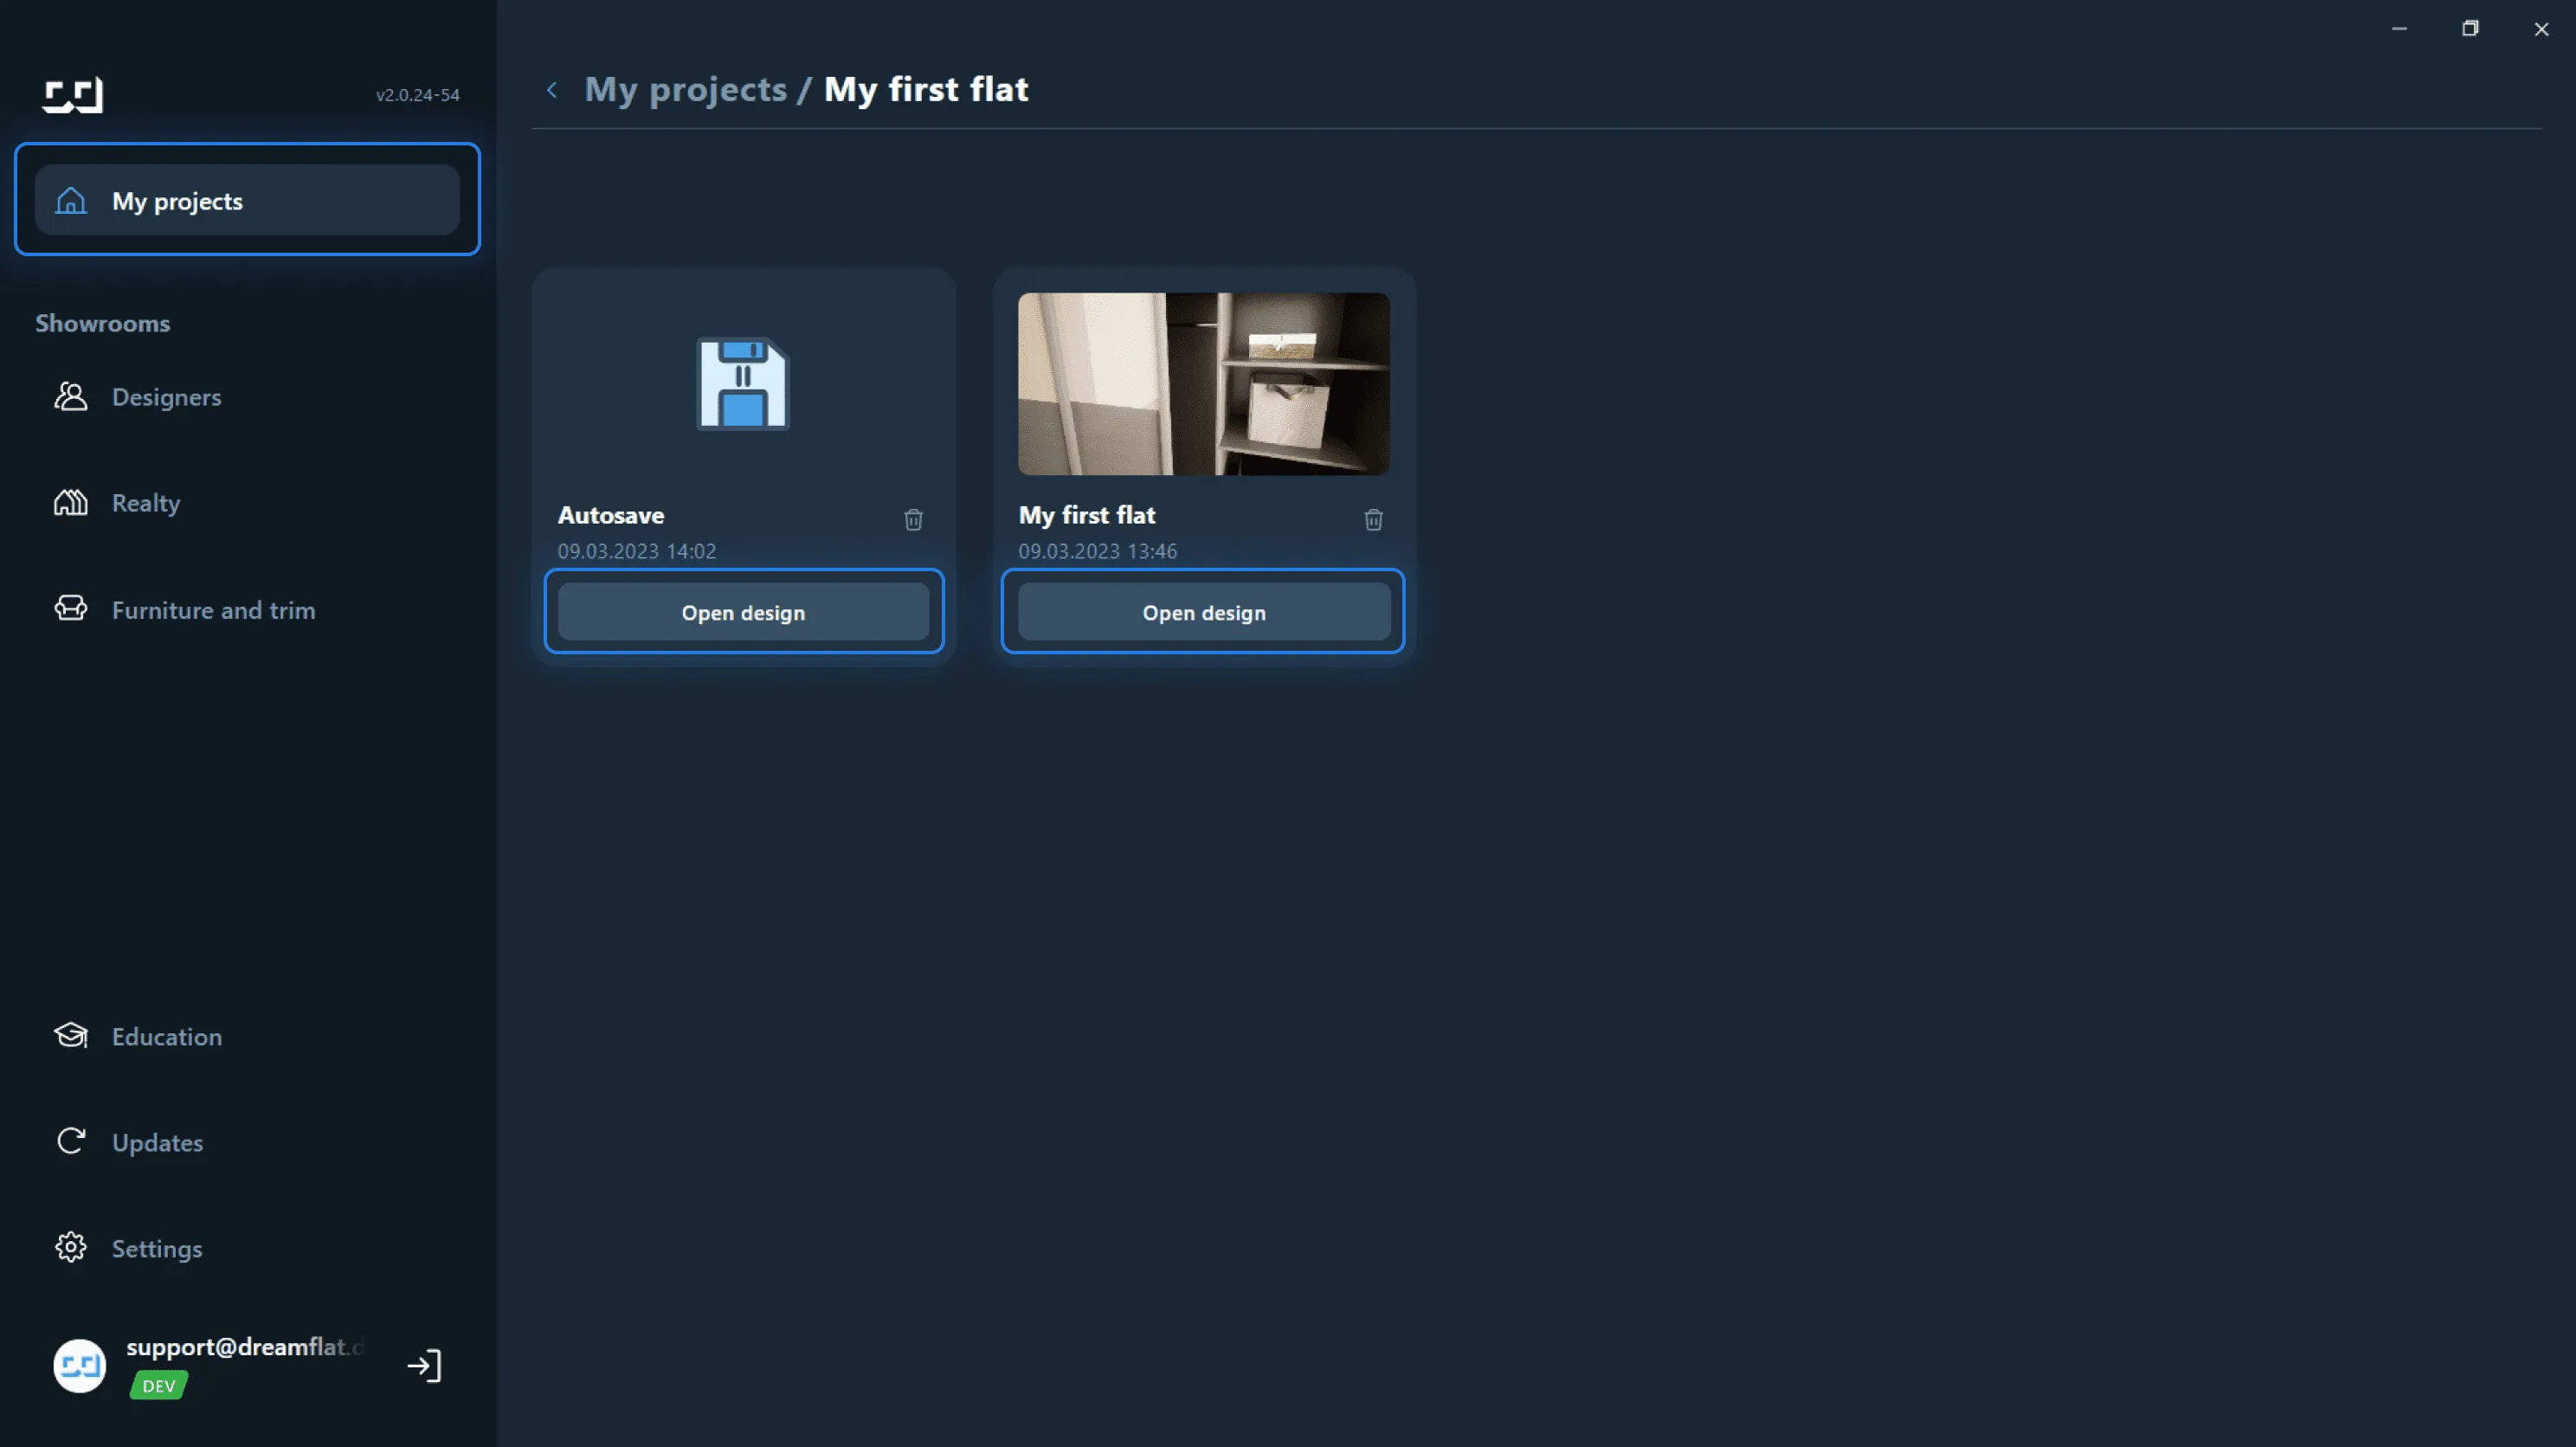 v2.0.24-54
My projects / My first flat
My projects
Showrooms
Designers
Realty
Furniture and trim
Autosave
09.03.2023 14:02
Open design
My first flat
09.03.2023 13:46
Open design
Education
Updates
Settings
support@dreamflat.d
DEV